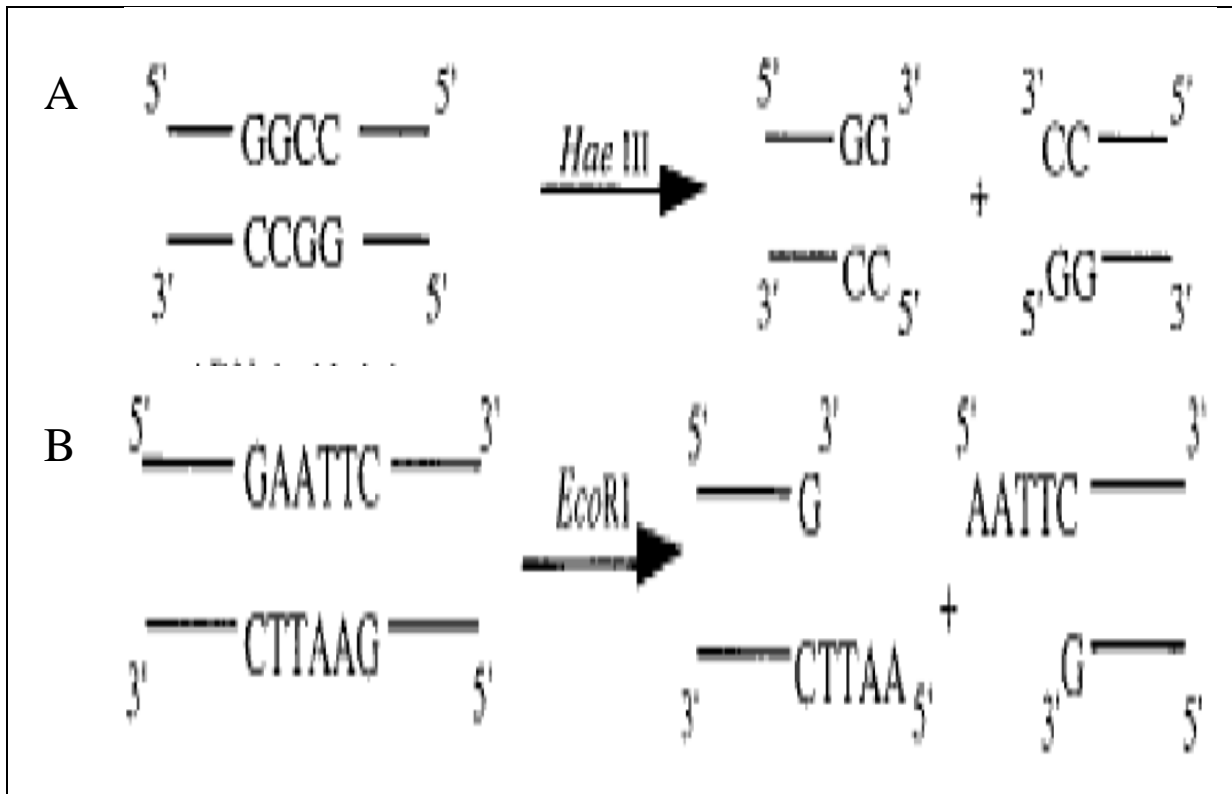 A
5' 5' 5' 3' 3' 5'
GGCC Hae III GG CC
+
CCGG CC GG
3' 5' 3' 5' 5' 3'
B
5' 3' 5' 3' 5' 3'
GAATTC EcoRI G AATTC
+
CTTAAG CTTAA G
3' 5' 3' 5' 3' 5'